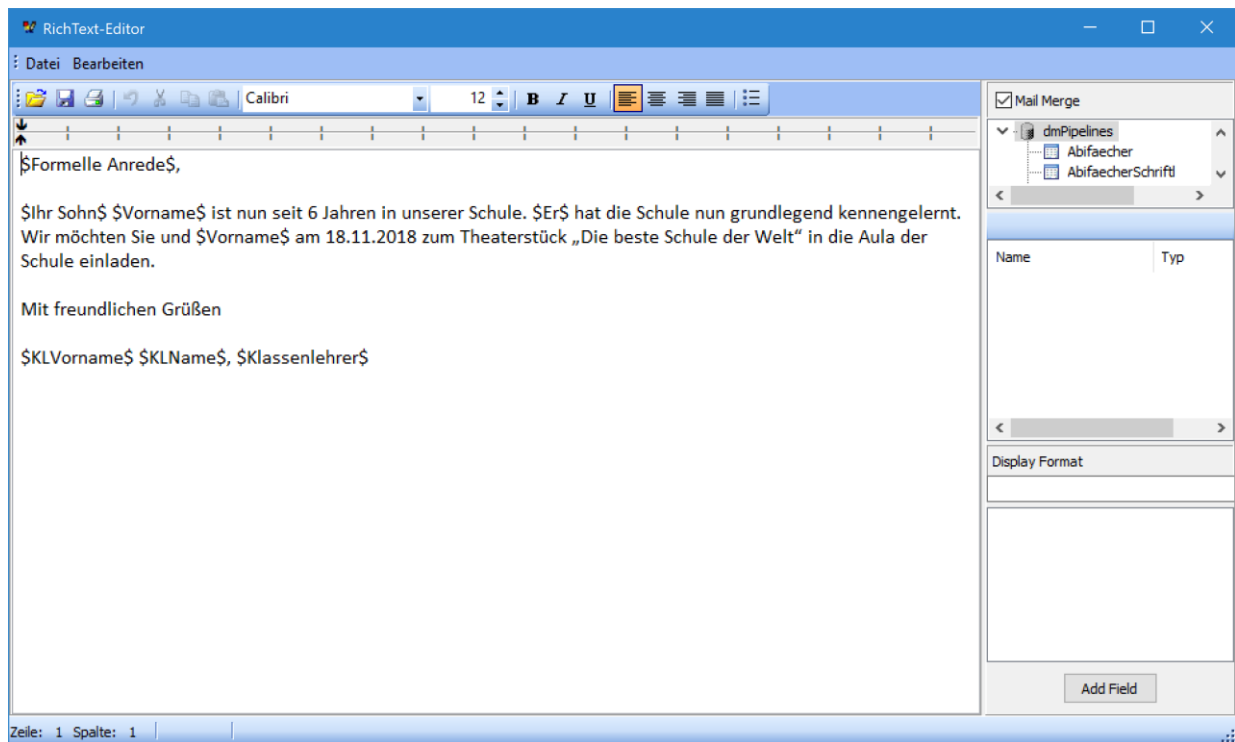 RichText-Editor
Datei Bearbeiten
Calibri 12 B I U
Mail Merge
dmPipelines
Abifaecher
AbifaecherSchriftl
$Formelle Anrede$,
$Ihr Sohn$ $Vorname$ ist nun seit 6 Jahren in unserer Schule. $Er$ hat die Schule nun grundlegend kennengelernt.
Wir möchten Sie und $Vorname$ am 18.11.2018 zum Theaterstück „Die beste Schule der Welt“ in die Aula der
Schule einladen.
Mit freundlichen Grüßen
$KLVorname$ $KLName$, $Klassenlehrer$
Name Typ
Display Format
Add Field
Zeile: 1 Spalte: 1